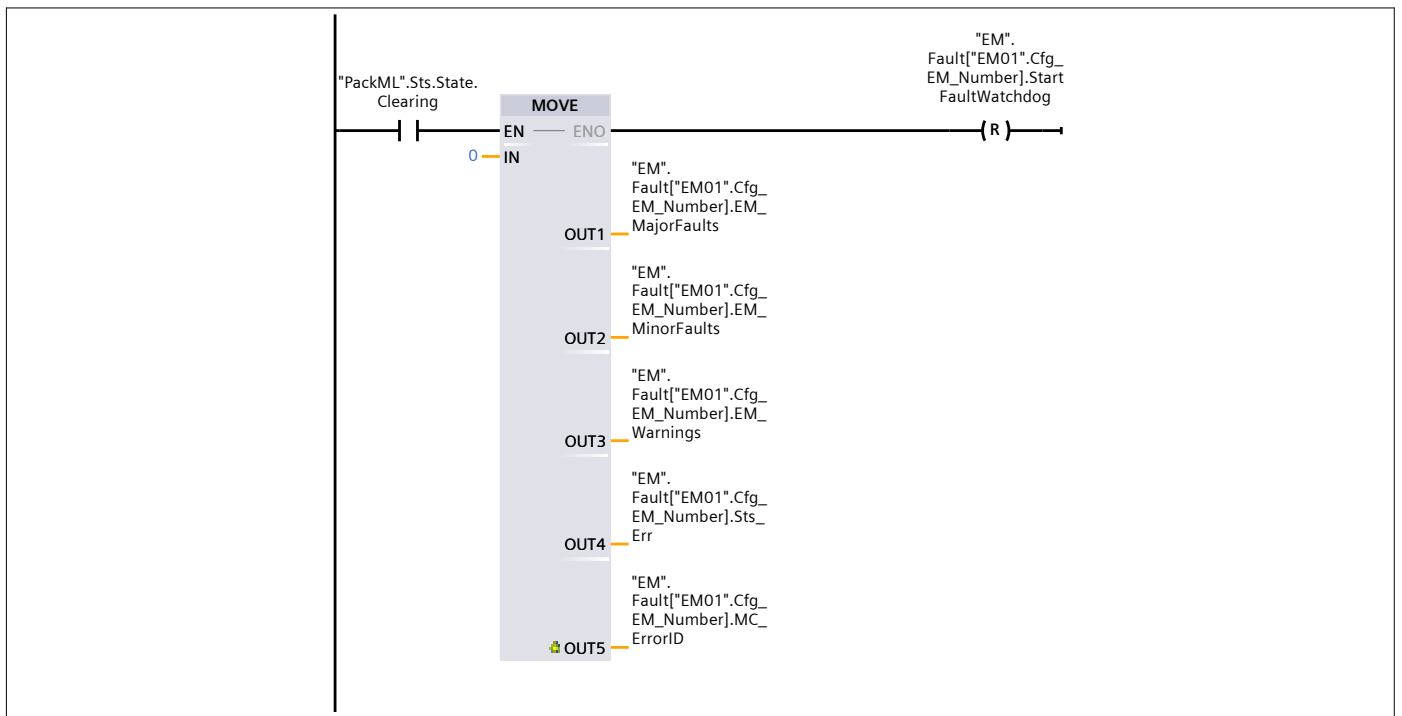 "EM".
Fault["EM01".Cfg_
EM_Number].Start
FaultWatchdog
"PackML".Sts.State.
Clearing
MOVE
EN ENO
( R )
0 IN
"EM".
Fault["EM01".Cfg_
EM_Number].EM_
MajorFaults
OUT1
"EM".
Fault["EM01".Cfg_
EM_Number].EM_
MinorFaults
OUT2
"EM".
Fault["EM01".Cfg_
EM_Number].EM_
Warnings
OUT3
"EM".
Fault["EM01".Cfg_
EM_Number].Sts_
Err
OUT4
"EM".
Fault["EM01".Cfg_
EM_Number].MC_
ErrorID
OUT5